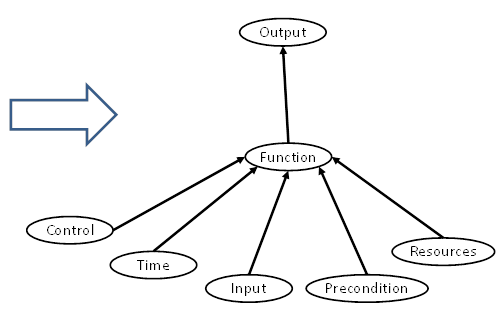 Output
Function
Control
Time
Input
Precondition
Resources